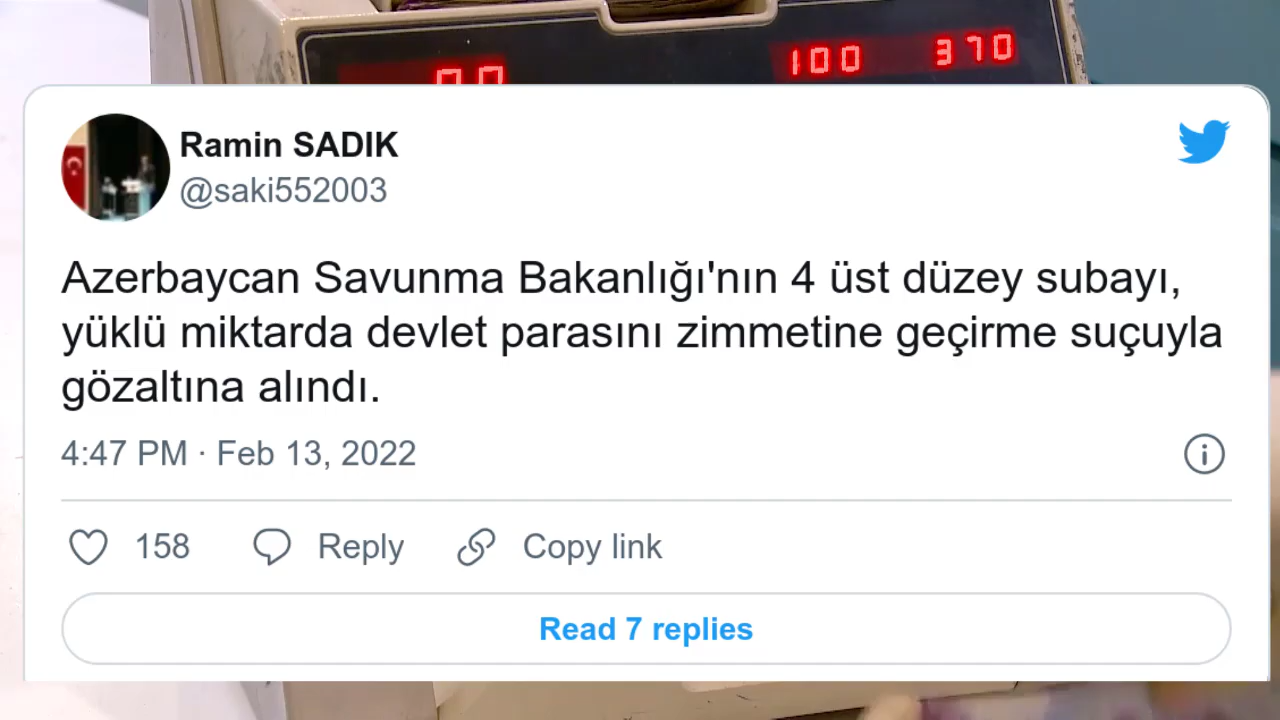 100 370
Ramin SADIK
@saki552003
Azerbaycan Savunma Bakanlığı'nın 4 üst düzey subayı,
yüklü miktarda devlet parasını zimmetine geçirme suçuyla
gözaltına alındı.
4:47 PM · Feb 13, 2022
158 Reply Copy link
Read 7 replies